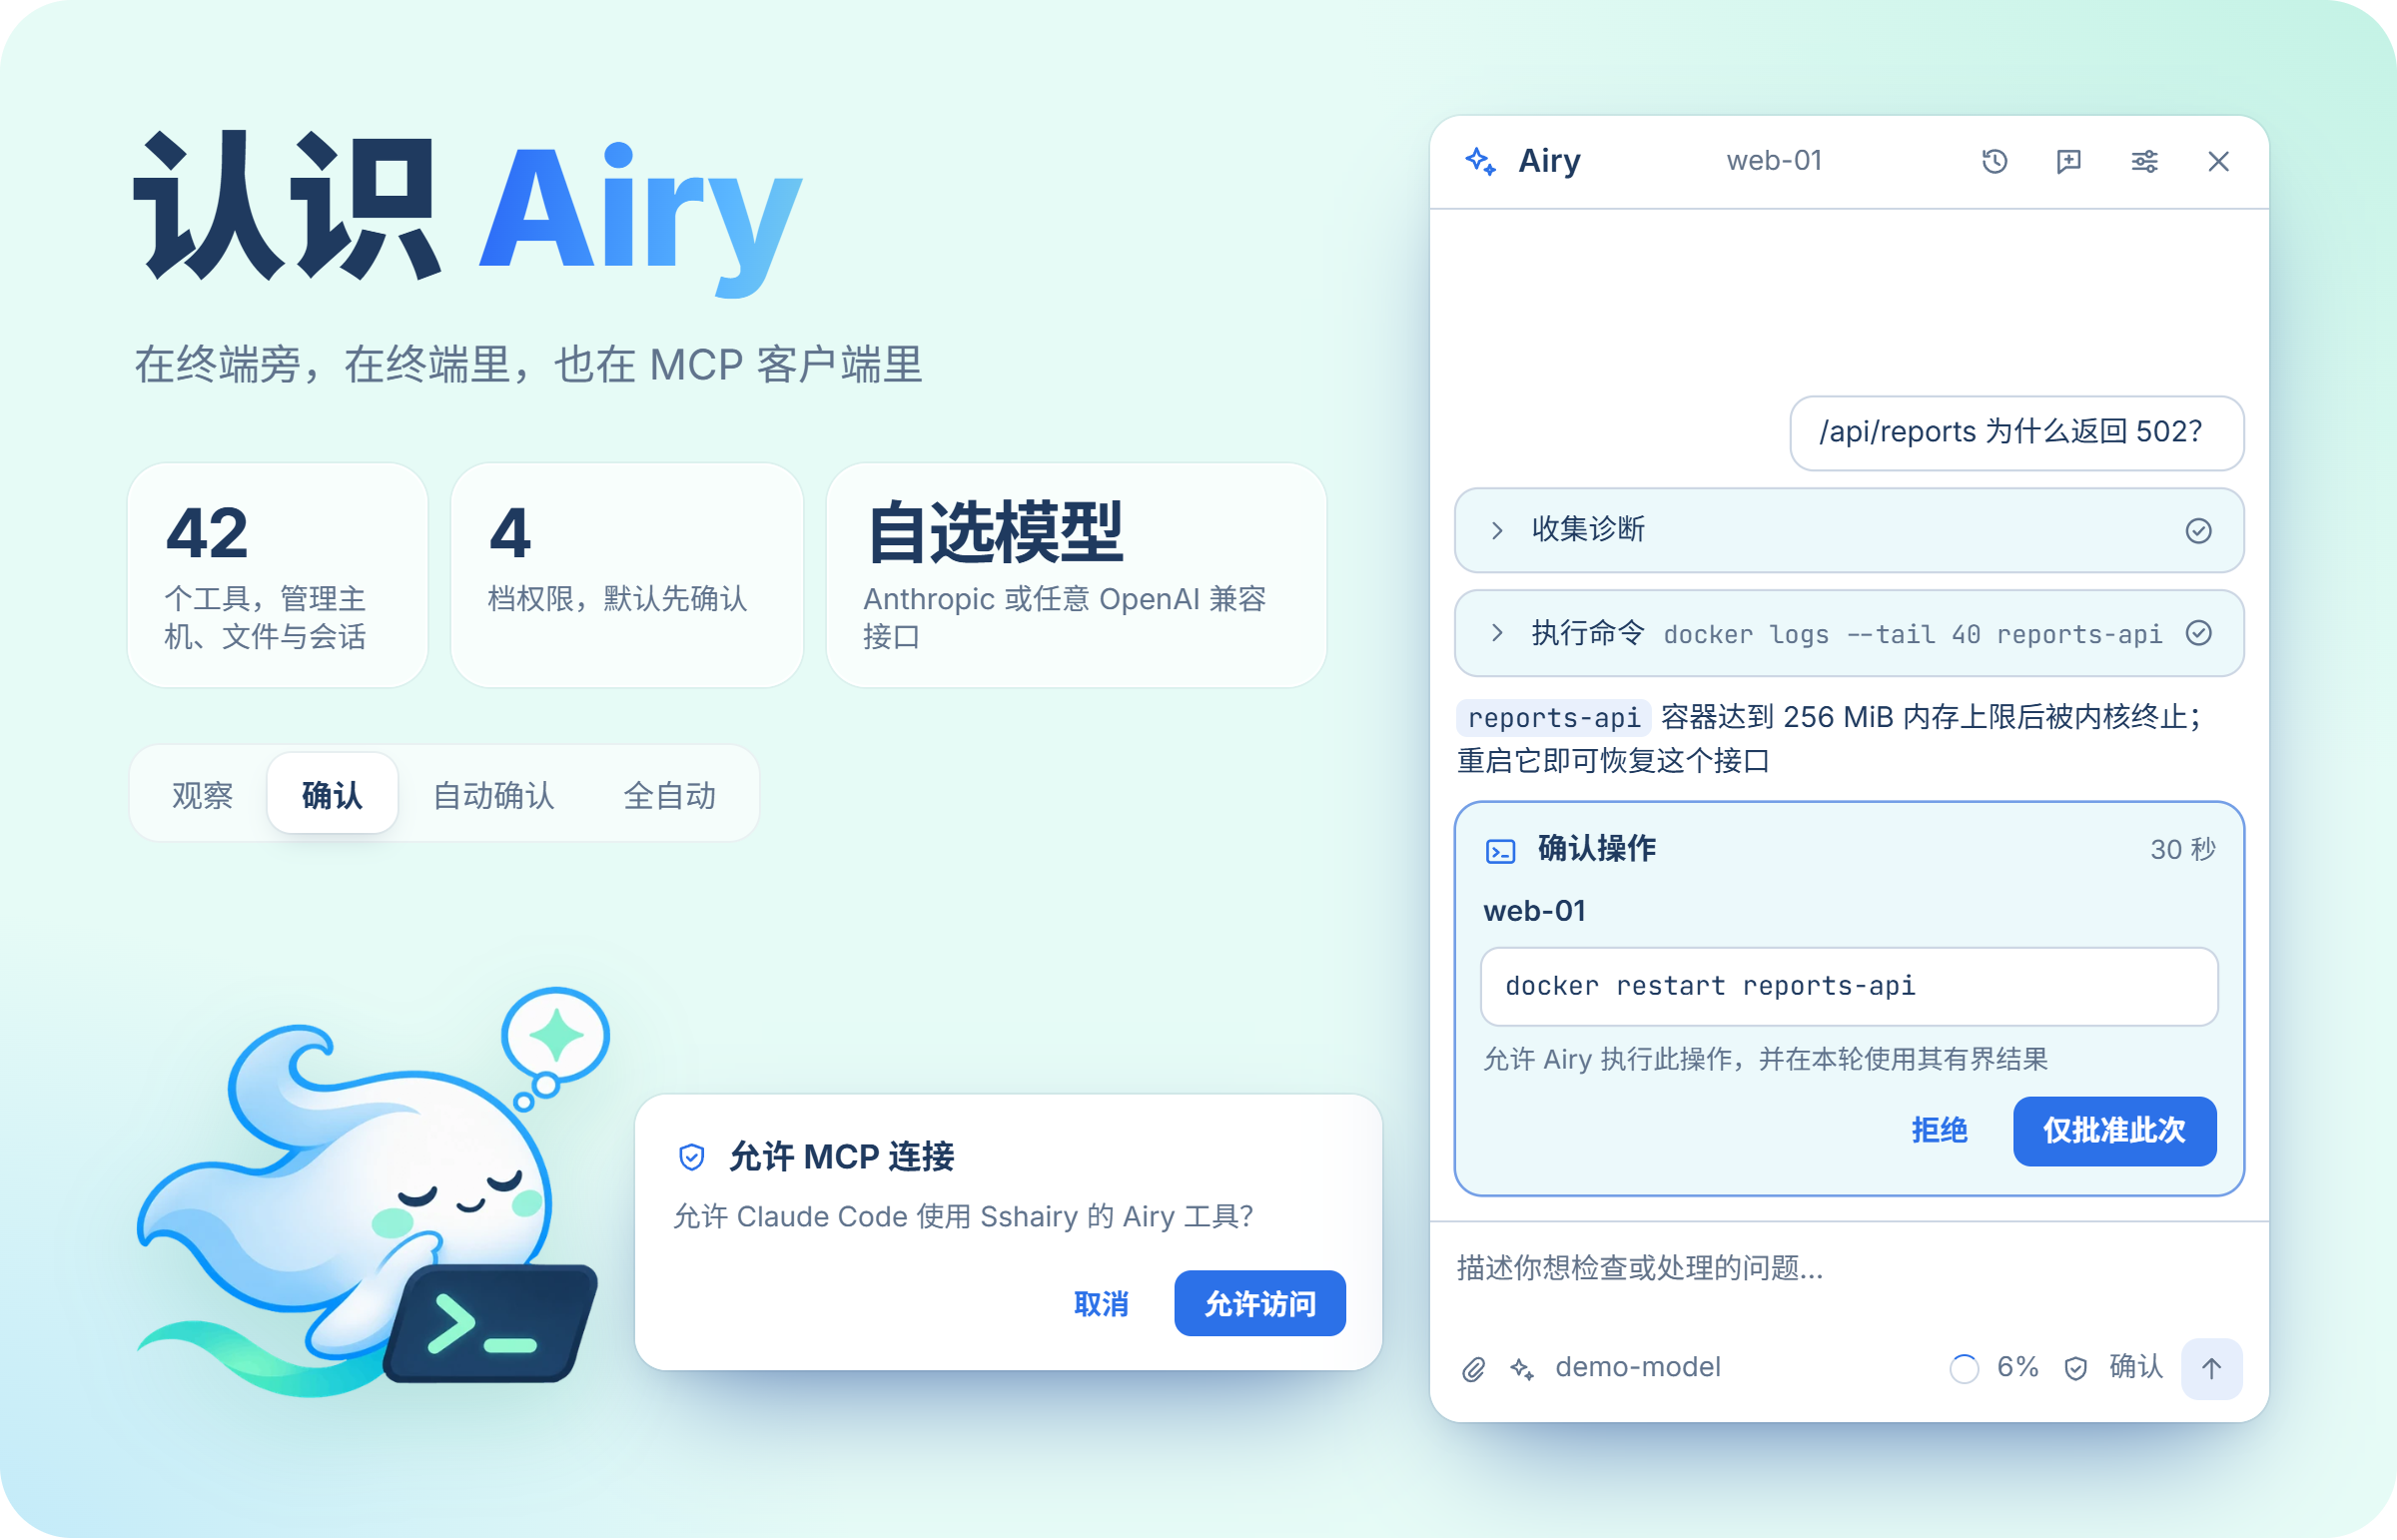 认识 Airy
在终端旁，在终端里，也在 MCP 客户端里
42
个工具，管理主
机、文件与会话
4
档权限，默认先确认
自选模型
Anthropic 或任意 OpenAI 兼容
接口
观察 确认 自动确认 全自动
允许 MCP 连接
允许 Claude Code 使用 Sshairy 的 Airy 工具？
取消 允许访问
Airy web-01
/api/reports 为什么返回 502？
收集诊断
执行命令 docker logs --tail 40 reports-api
reports-api 容器达到 256 MiB 内存上限后被内核终止；
重启它即可恢复这个接口
确认操作 30 秒
web-01
docker restart reports-api
允许 Airy 执行此操作，并在本轮使用其有界结果
拒绝 仅批准此次
描述你想检查或处理的问题...
demo-model 6% 确认